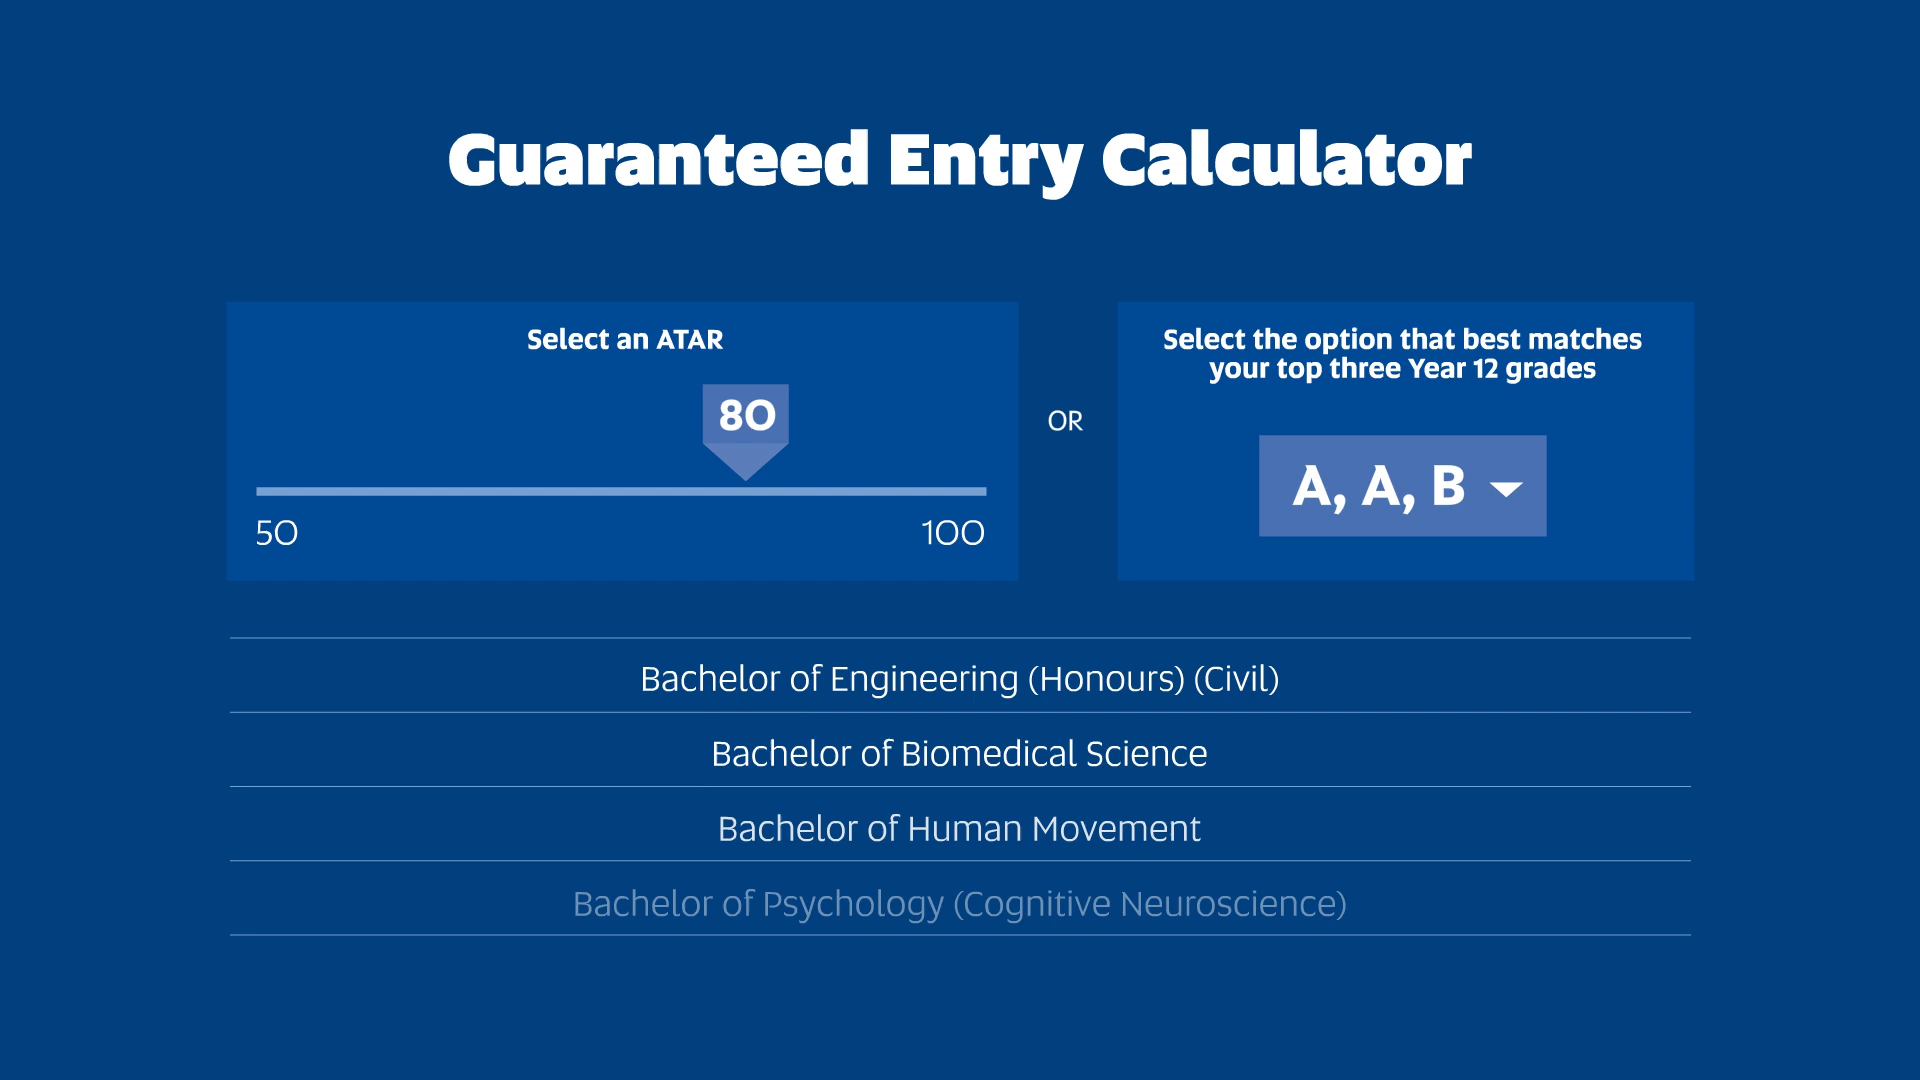 Guaranteed Entry Calculator
Select an ATAR
80
50
100
OR
Select the option that best matches
your top three Year 12 grades
A, A, B
Bachelor of Engineering (Honours) (Civil)
Bachelor of Biomedical Science
Bachelor of Human Movement
Bachelor of Psychology (Cognitive Neuroscience)